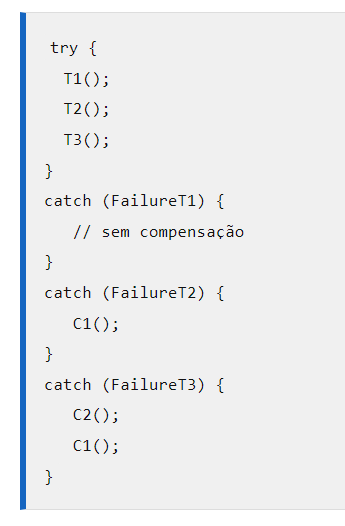 try {
  T1();
  T2();
  T3();
}
catch (FailureT1) {
   // sem compensação
}
catch (FailureT2) {
   C1();
}
catch (FailureT3) {
   C2();
   C1();
}